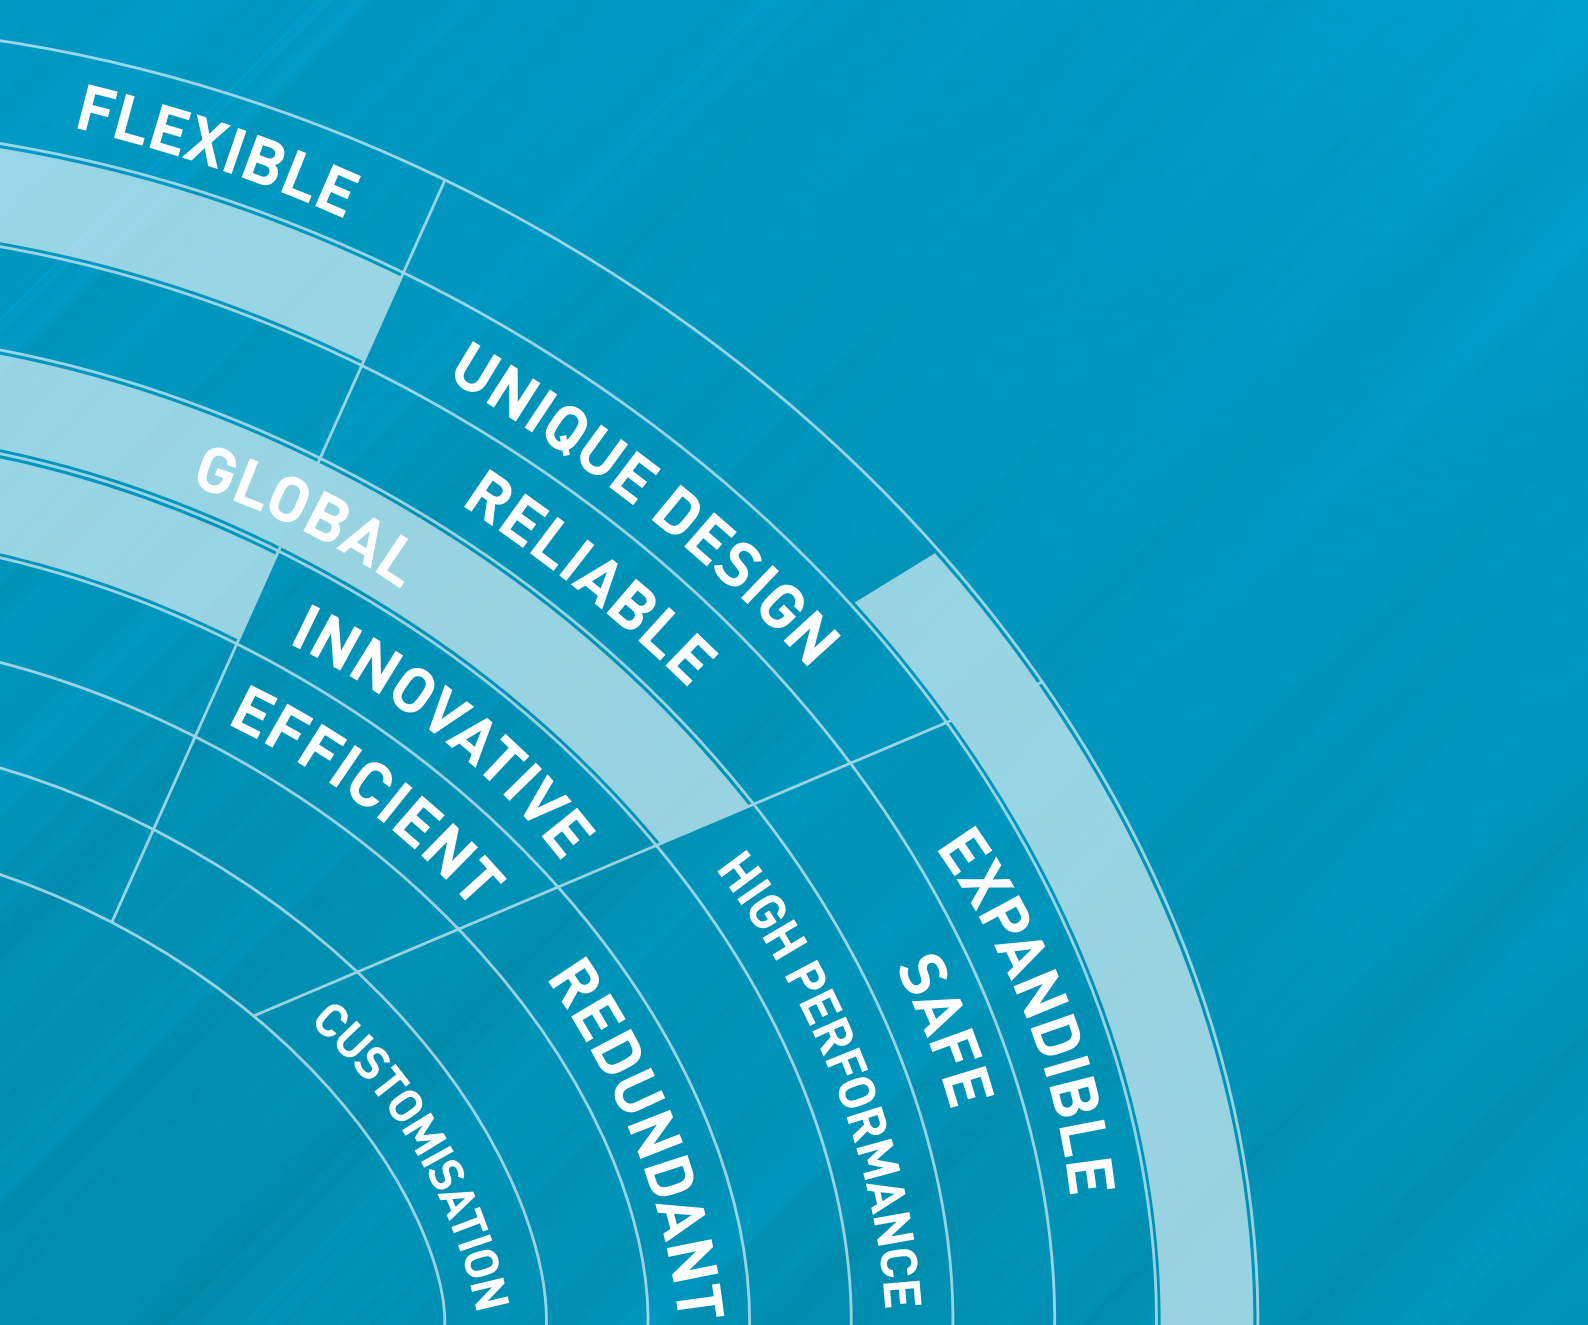 FLEXIBLE
UNIQUE DESIGN
RELIABLE
GLOBAL
INNOVATIVE
EFFICIENT
EXPANDIBLE
SAFE
HIGH PERFORMANCE
REDUNDANT
CUSTOMISATION